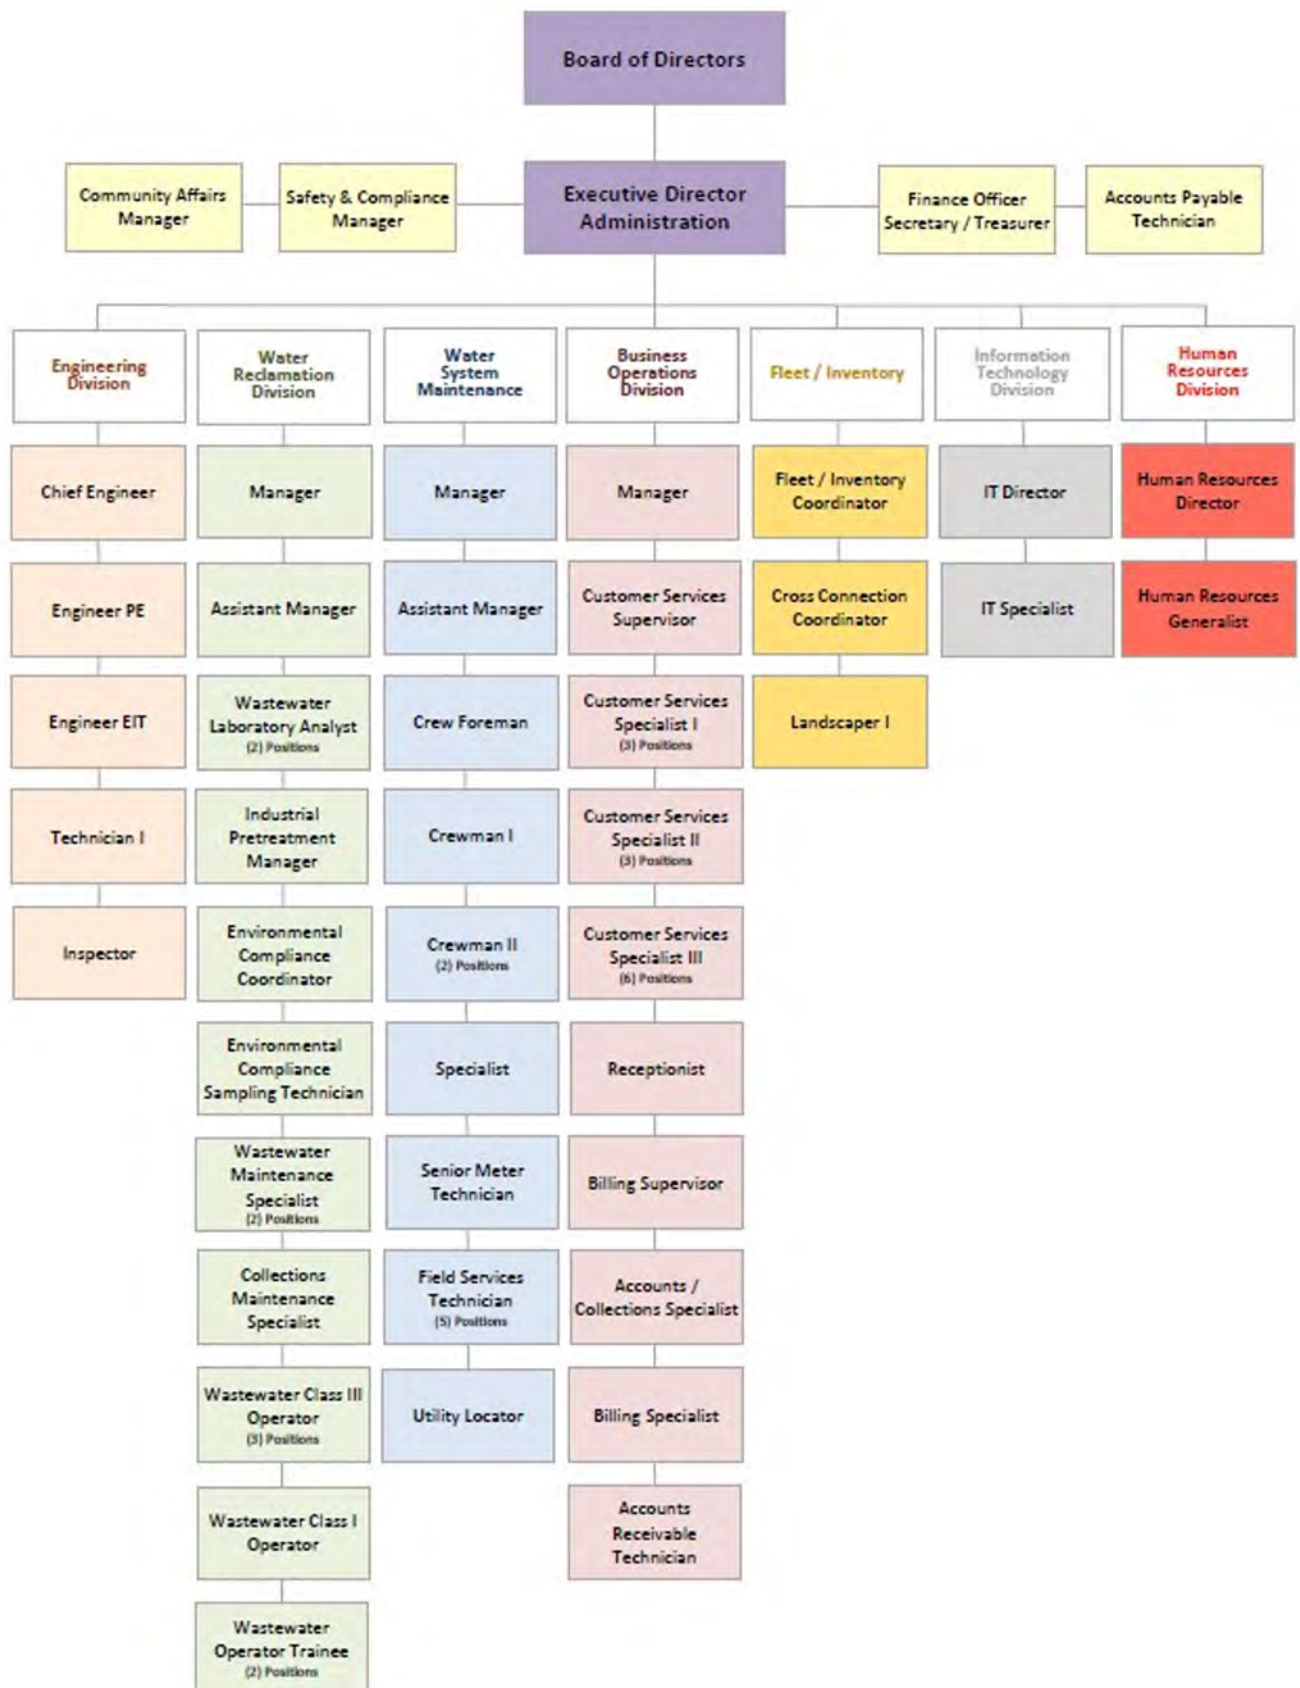 Board of Directors
Community Affairs
Manager
Safety & Compliance
Manager
Executive Director
Administration
Finance Officer
Secretary / Treasurer
Accounts Payable
Technician
Engineering
Division
Water
Reclamation
Division
Water
System
Maintenance
Business
Operations
Division
Fleet / Inventory
Information
Technology
Division
Human
Resources
Division
Chief Engineer
Manager
Manager
Manager
Fleet / Inventory
Coordinator
IT Director
Human Resources
Director
Engineer PE
Assistant Manager
Assistant Manager
Customer Services
Supervisor
Cross Connection
Coordinator
IT Specialist
Human Resources
Generalist
Engineer EIT
Wastewater
Laboratory Analyst
(2) Positions
Crew Foreman
Customer Services
Specialist I
(3) Positions
Landscaper I
Technician I
Industrial
Pretreatment
Manager
Crewman I
Customer Services
Specialist II
(3) Positions
Inspector
Environmental
Compliance
Coordinator
Crewman II
(2) Positions
Customer Services
Specialist III
(6) Positions
Environmental
Compliance
Sampling Technician
Specialist
Receptionist
Wastewater
Maintenance
Specialist
(2) Positions
Senior Meter
Technician
Billing Supervisor
Collections
Maintenance
Specialist
Field Services
Technician
(5) Positions
Accounts /
Collections Specialist
Wastewater Class III
Operator
(3) Positions
Utility Locator
Billing Specialist
Wastewater Class I
Operator
Accounts
Receivable
Technician
Wastewater
Operator Trainee
(2) Positions